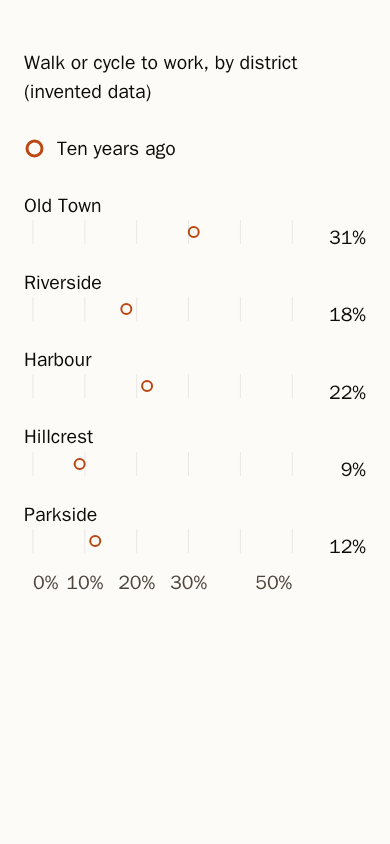 Walk or cycle to work, by district
(invented data)
Ten years ago
Old Town
31%
Riverside
18%
Harbour
22%
Hillcrest
9%
Parkside
12%
0% 10% 20% 30% 50%